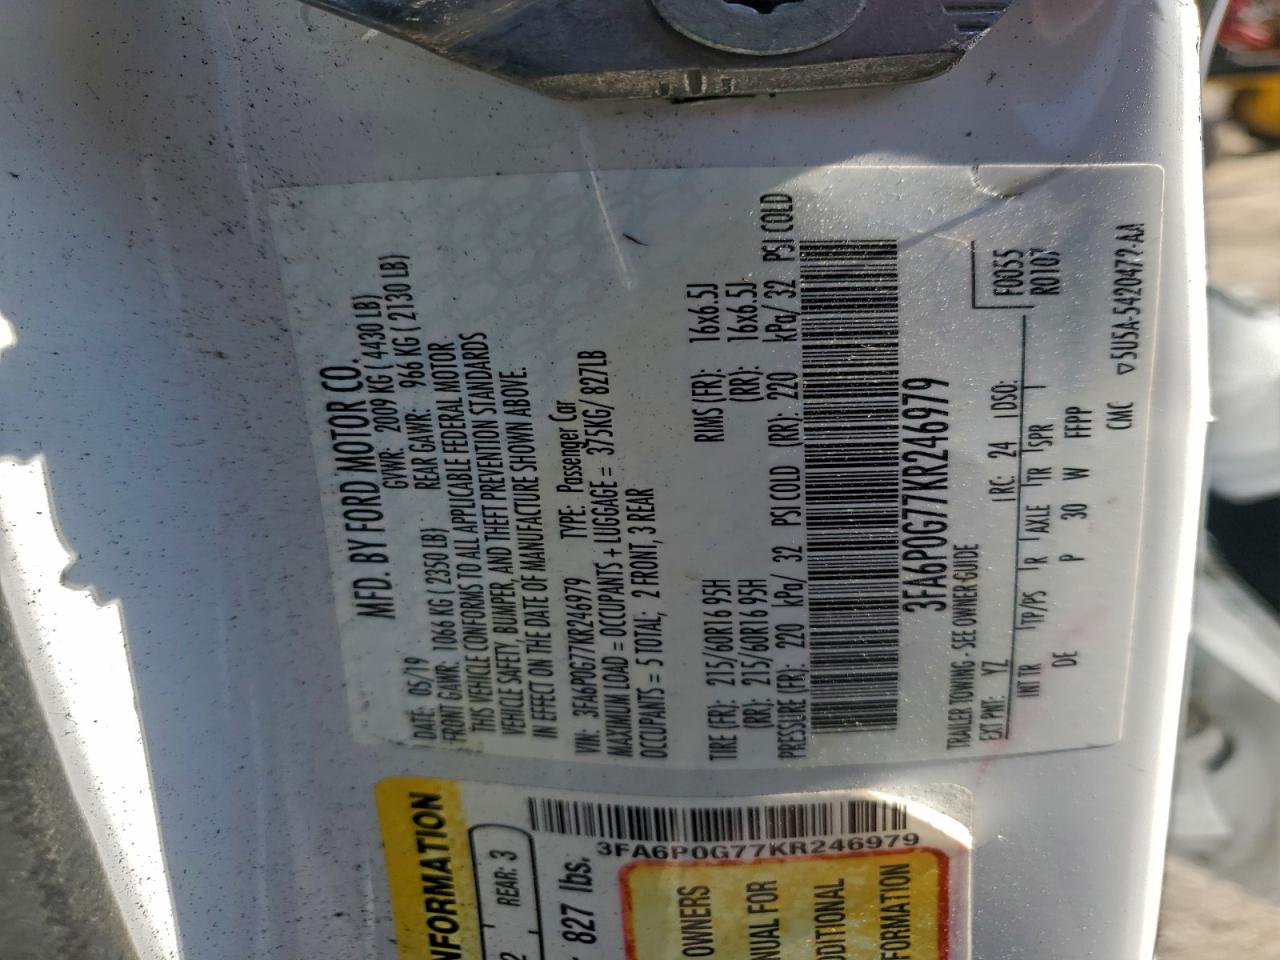 MFD. BY FORD MOTOR CO.
DATE: 05/19 GVWR: 2009 KG ( 4430 LB)
FRONT GAWR: 1066 KG ( 2350 LB) REAR GAWR: 966 KG ( 2130 LB)
THIS VEHICLE CONFORMS TO ALL APPLICABLE FEDERAL MOTOR
VEHICLE SAFETY, BUMPER, AND THEFT PREVENTION STANDARDS
IN EFFECT ON THE DATE OF MANUFACTURE SHOWN ABOVE.
VIN: 3FA6P0G77KR246979 TYPE: Passenger Car
MAXIMUM LOAD = OCCUPANTS + LUGGAGE = 375KG/ 827LB
OCCUPANTS = 5 TOTAL; 2 FRONT, 3 REAR
TIRE (FR): 215/60R16 95H RIMS (FR): 16x6.5J
(RR): 215/60R16 95H (RR): 16x6.5J
PRESSURE (FR): 220 kPa/ 32 PSI COLD (RR): 220 kPa/ 32 PSI COLD
3FA6P0G77KR246979
TRAILER TOWING - SEE OWNER GUIDE
EXT PNT: YZ RC: 24 DSO: F0055
R0107
INT TR TP/PS R AXLE TR SPR
DE P 30 W FFPP
CMC ▽5U5A-5420472-AA
INFORMATION
2 REAR: 3
827 lbs.
3FA6P0G77KR246979
OWNERS
NUAL FOR
DDITIONAL
FORMATION